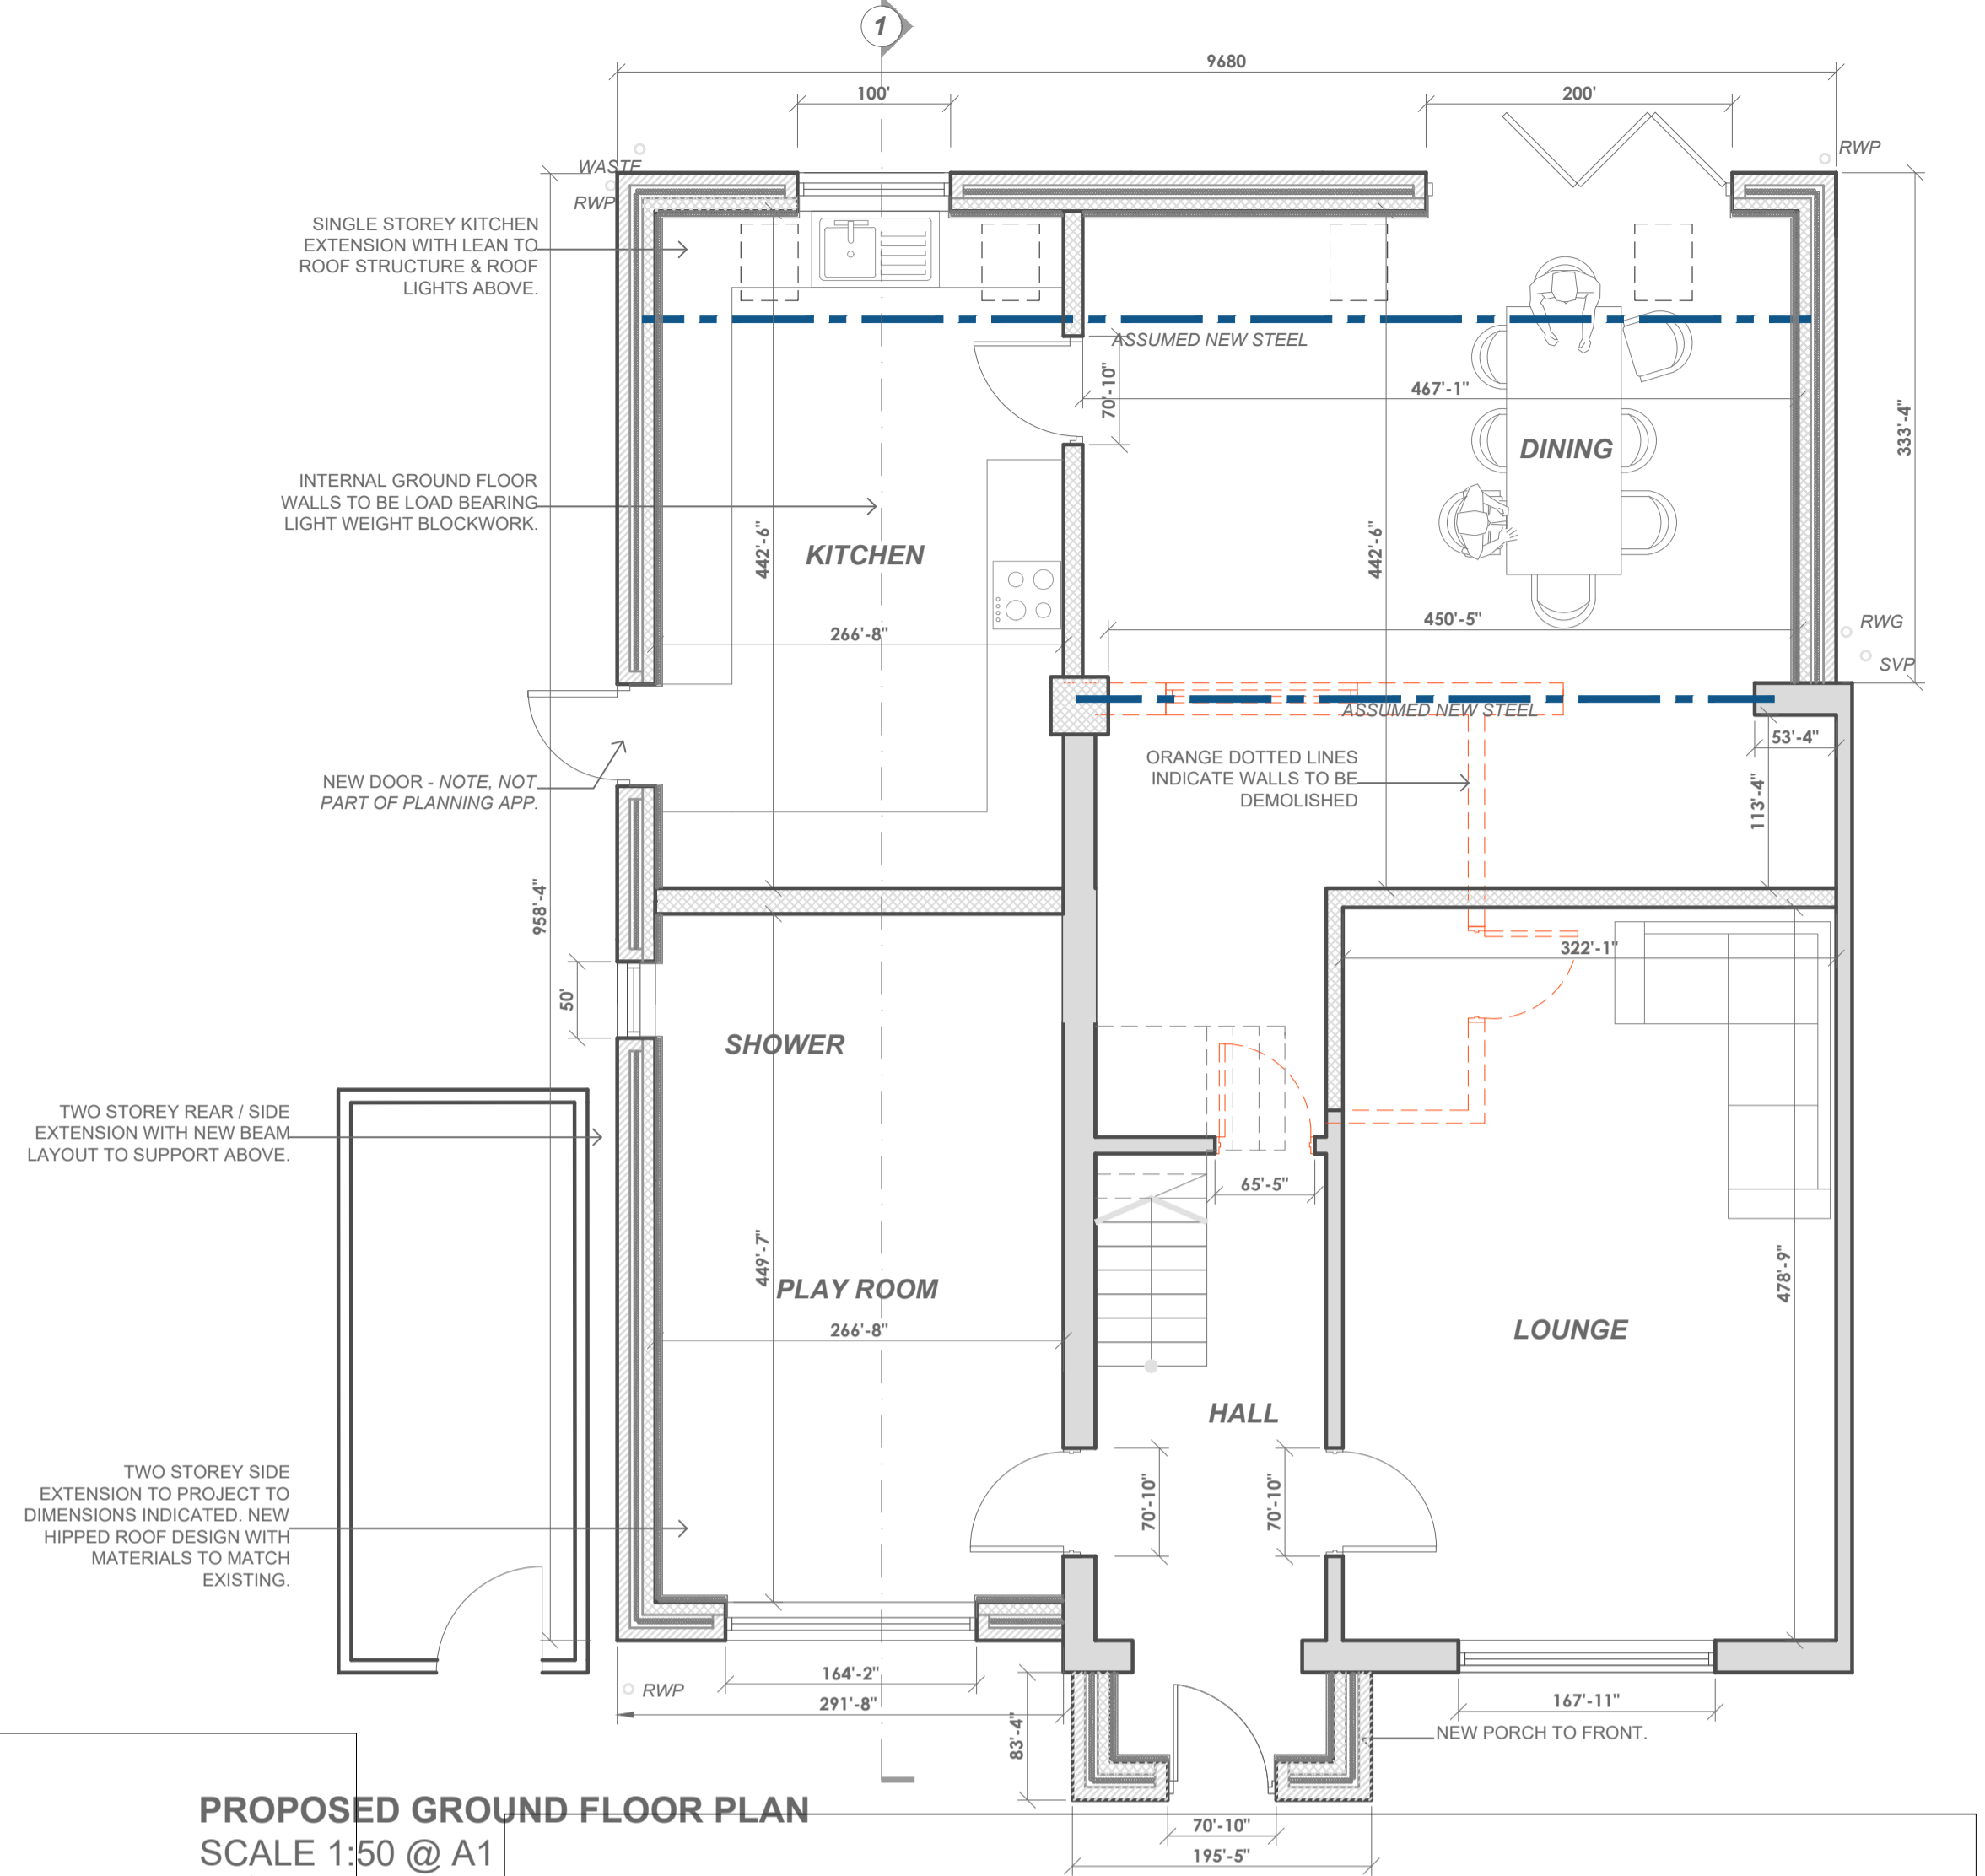 1
9680
100'
200'
WASTE
RWP
RWP
SINGLE STOREY KITCHEN
EXTENSION WITH LEAN TO
ROOF STRUCTURE & ROOF
LIGHTS ABOVE.
ASSUMED NEW STEEL
70'-10"
467'-1"
333'-4"
DINING
INTERNAL GROUND FLOOR
WALLS TO BE LOAD BEARING
LIGHT WEIGHT BLOCKWORK.
442'-6"
KITCHEN
442'-6"
266'-8"
450'-5"
RWG
SVP
ASSUMED NEW STEEL
53'-4"
ORANGE DOTTED LINES
INDICATE WALLS TO BE
DEMOLISHED
113'-4"
NEW DOOR - NOTE, NOT
PART OF PLANNING APP.
958'-4"
322'-1"
50'
SHOWER
TWO STOREY REAR / SIDE
EXTENSION WITH NEW BEAM
LAYOUT TO SUPPORT ABOVE.
65'-5"
449'-7"
478'-9"
PLAY ROOM
266'-8"
LOUNGE
HALL
TWO STOREY SIDE
EXTENSION TO PROJECT TO
DIMENSIONS INDICATED. NEW
HIPPED ROOF DESIGN WITH
MATERIALS TO MATCH
EXISTING.
70'-10"
70'-10"
RWP
164'-2"
291'-8"
83'-4"
167'-11"
NEW PORCH TO FRONT.
PROPOSED GROUND FLOOR PLAN
SCALE 1:50 @ A1
70'-10"
195'-5"